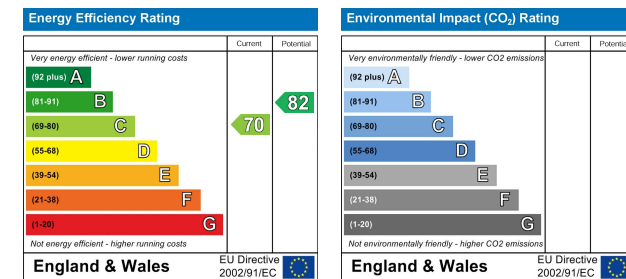 Energy Efficiency Rating
Current Potential
Very energy efficient - lower running costs
(92 plus) A
(81-91) B
82
(69-80) C
70
(55-68) D
(39-54) E
(21-38) F
(1-20) G
Not energy efficient - higher running costs
England & Wales
EU Directive
2002/91/EC
Environmental Impact (CO₂) Rating
Current Potential
Very environmentally friendly - lower CO2 emissions
(92 plus) A
(81-91) B
(69-80) C
(55-68) D
(39-54) E
(21-38) F
(1-20) G
Not environmentally friendly - higher CO2 emissions
England & Wales
EU Directive
2002/91/EC